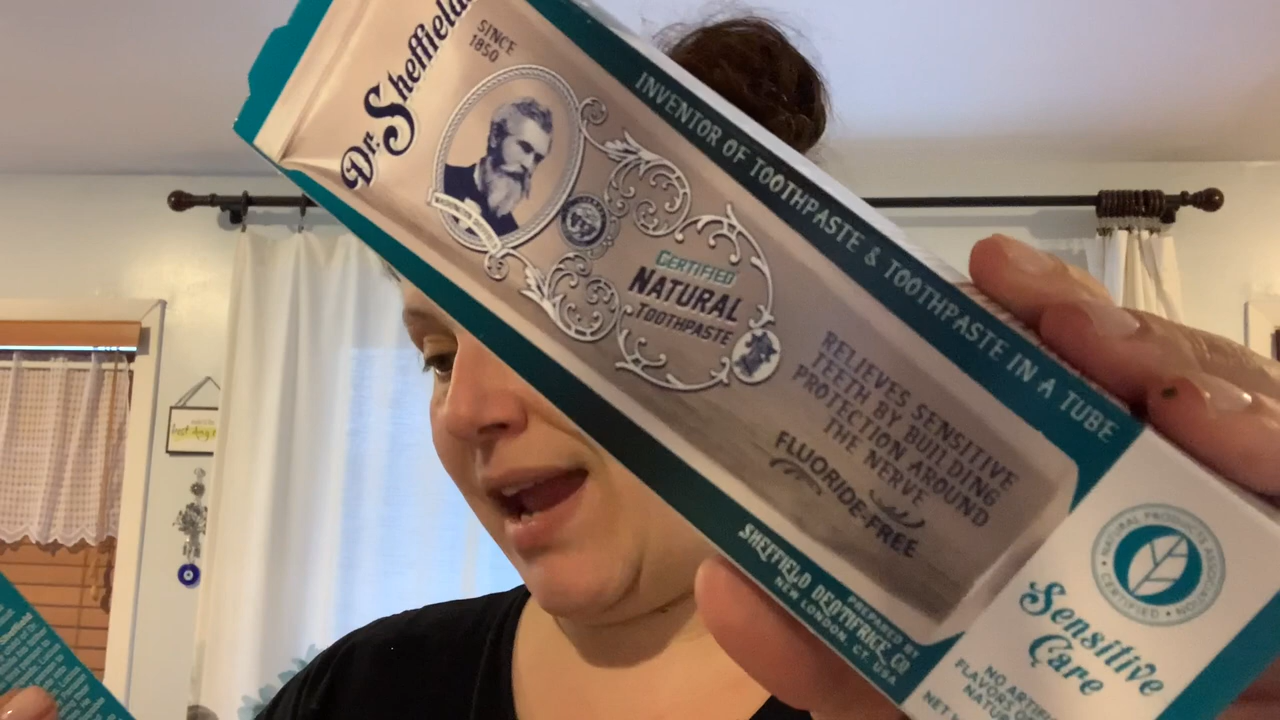 Dr. Sheffield's
SINCE
1850
INVENTOR OF TOOTHPASTE & TOOTHPASTE IN A TUBE
CERTIFIED
NATURAL
TOOTHPASTE
RELIEVES SENSITIVE
TEETH BY BUILDING
PROTECTION AROUND
THE NERVE
FLUORIDE-FREE
PREPARED BY
SHEFFIELD DENTIFRICE CO
NEW LONDON, CT. USA
NATURAL PRODUCTS ASSOCIATION
CERTIFIED
Sensitive
Care
NO
FLAVORS
NET